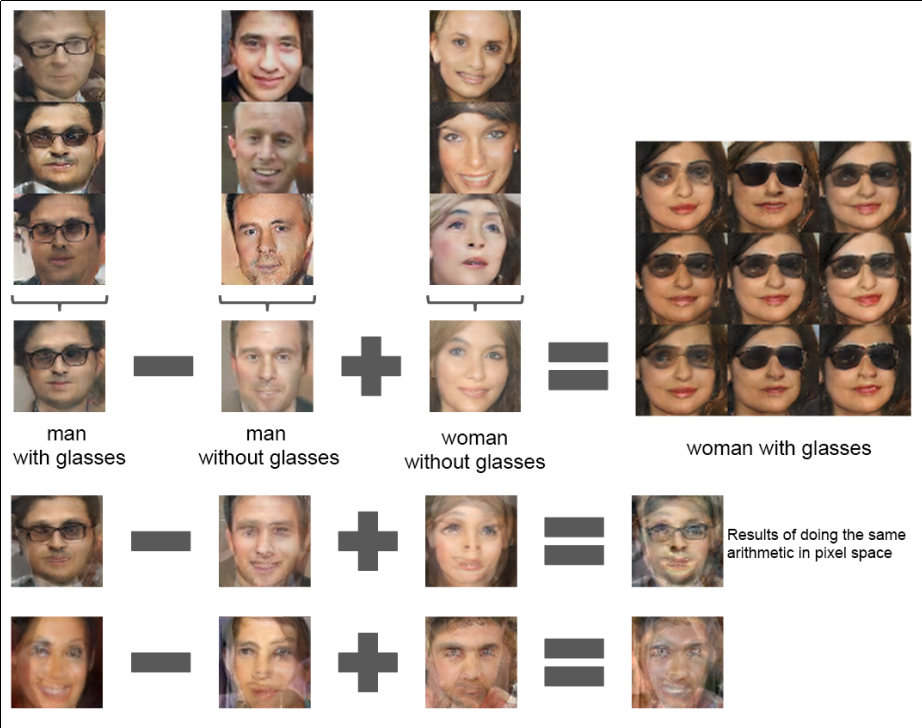 man
with glasses
man
without glasses
woman
without glasses
woman with glasses
Results of doing the same
arithmetic in pixel space